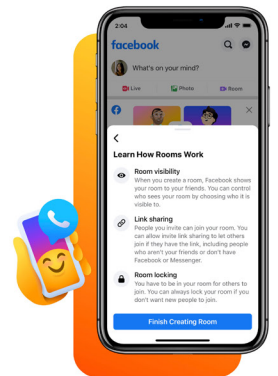 2:04
facebook
What's on your mind?
Live
Photo
Room
Learn How Rooms Work
Room visibility
When you create a room, Facebook shows
your room to your friends. You can control
who sees your room by choosing who it is
visible to.
Link sharing
People you invite can join your room. You
can allow invite link sharing to let others
join if they have the link, including people
who aren't your friends or don't have
Facebook or Messenger.
Room locking
You have to be in your room for others to
join. You can always lock your room if you
don't want new people to join.
Finish Creating Room